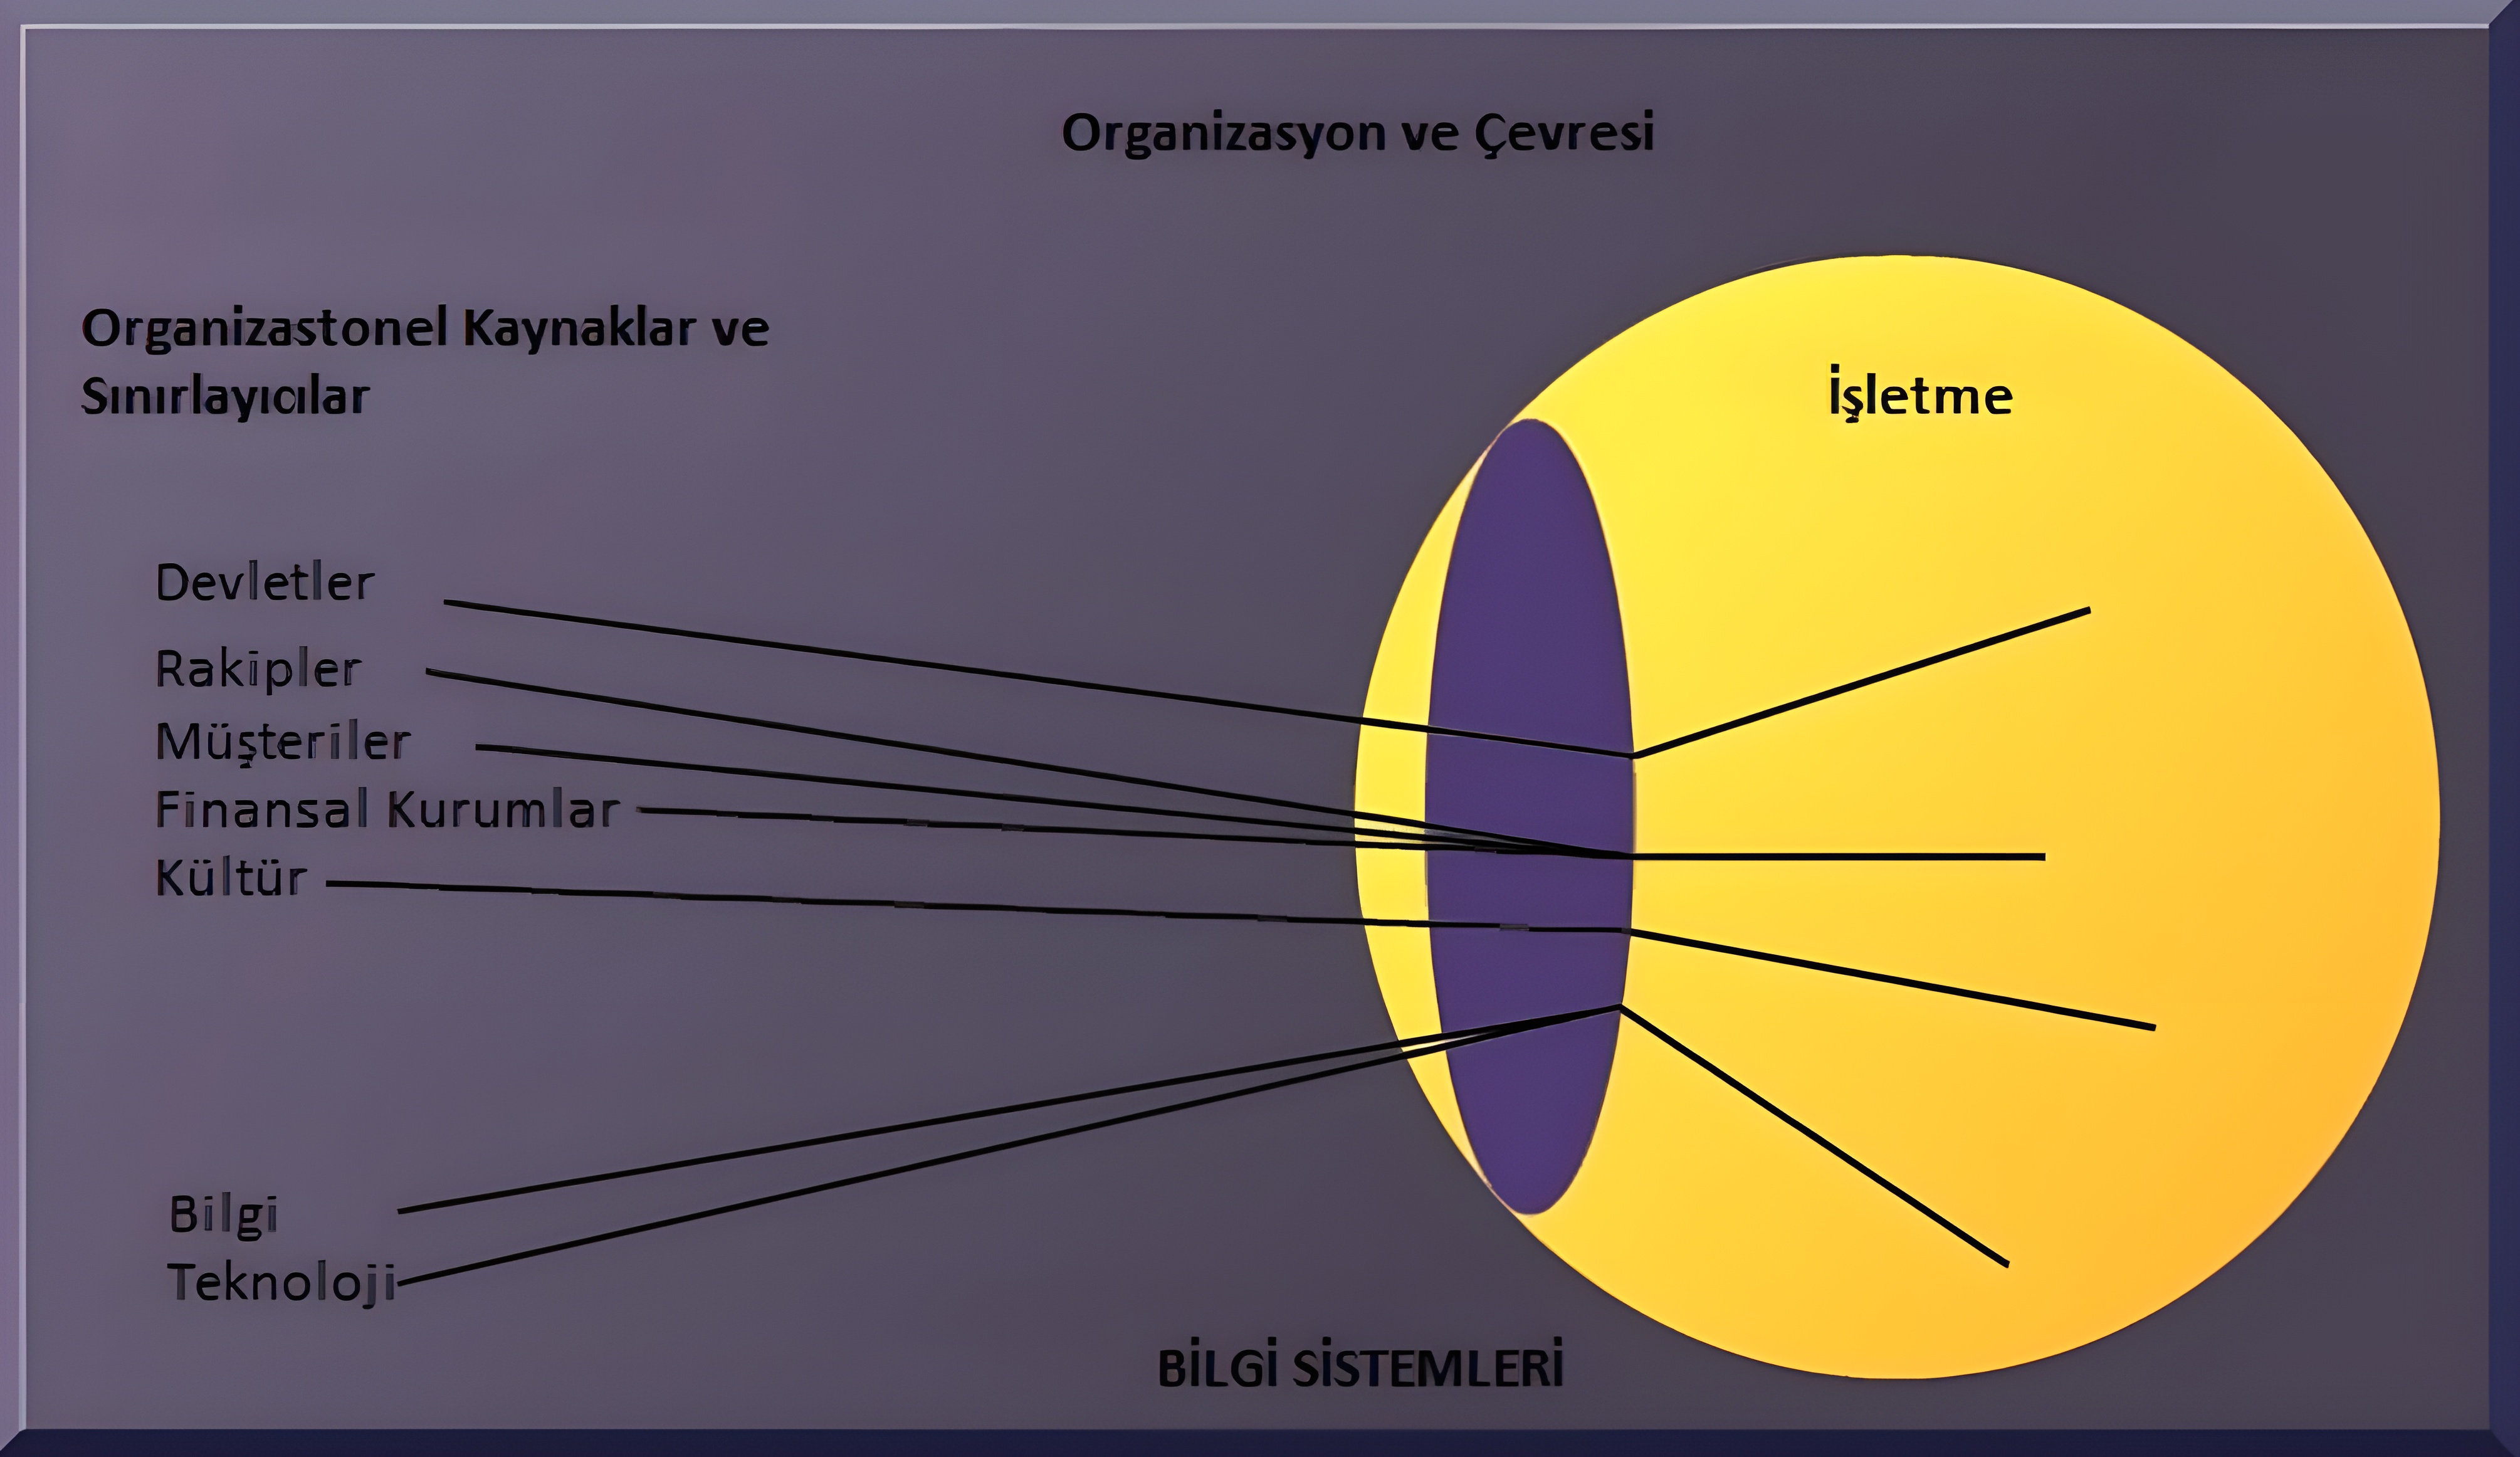 Organizasyon ve Çevresi
Organizastonel Kaynaklar ve
Sınırlayıcılar
İşletme
Devletler
Rakipler
Müşteriler
Finansal Kurumlar
Kültür
Bilgi
Teknoloji
BİLGİ SİSTEMLERİ